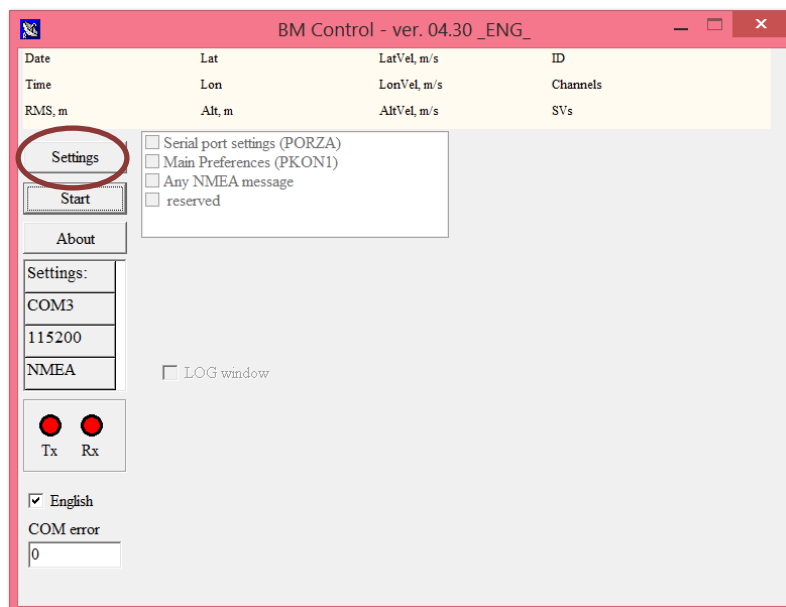 BM Control - ver. 04.30 _ENG_
Date Lat LatVel, m/s ID
Time Lon LonVel, m/s Channels
RMS, m Alt, m AltVel, m/s SVs
Settings
Serial port settings (PORZA)
Main Preferences (PKON1)
Any NMEA message
reserved
Start
About
Settings:
COM3
115200
NMEA
LOG window
Tx Rx
English
COM error
0